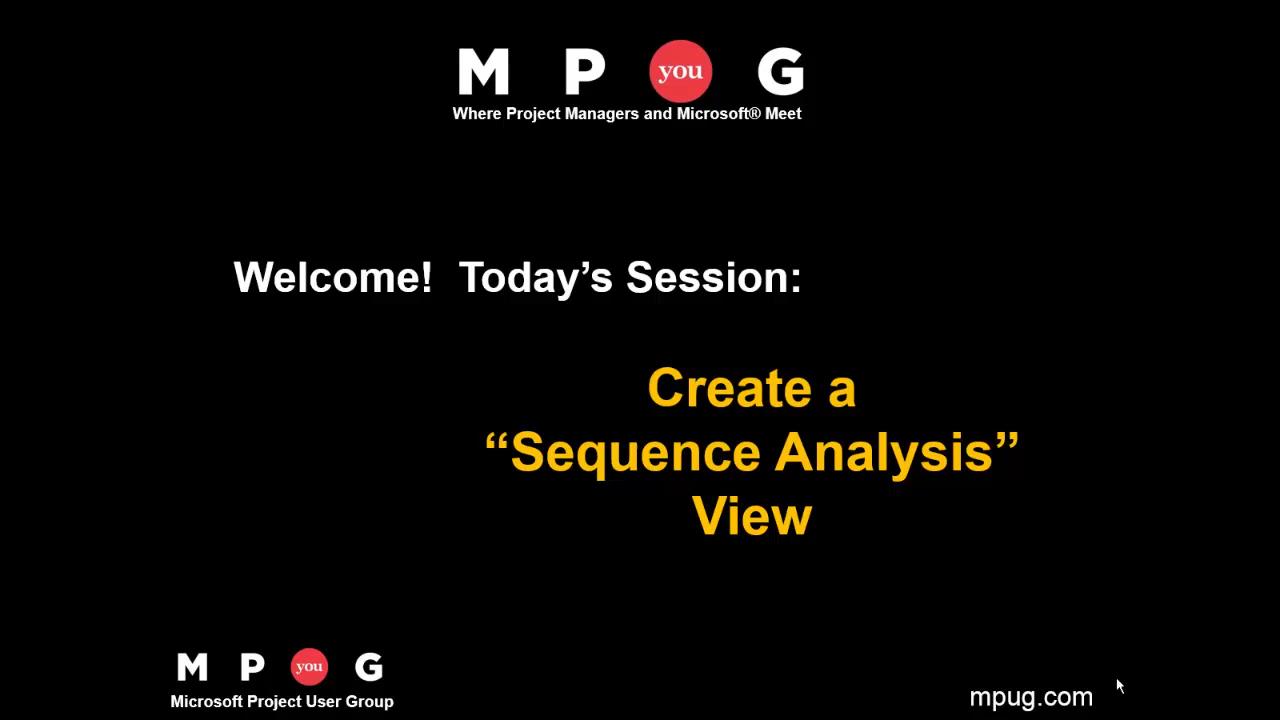 M P you G
Where Project Managers and Microsoft® Meet
Welcome!  Today’s Session:
Create a
“Sequence Analysis”
View
M P you G
Microsoft Project User Group
mpug.com